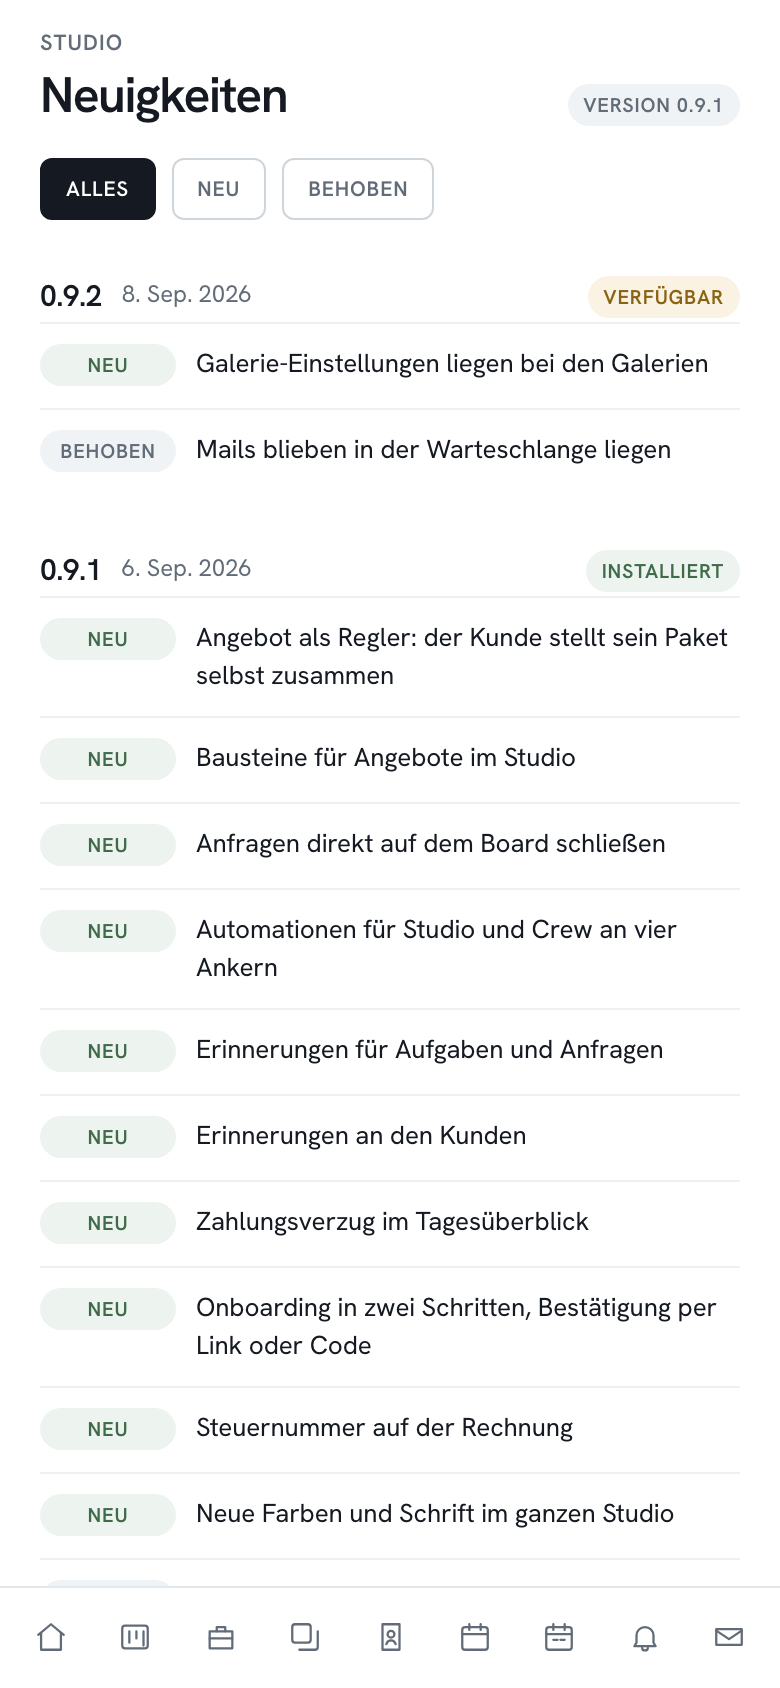 STUDIO
Neuigkeiten
VERSION 0.9.1
ALLES
NEU
BEHOBEN
0.9.2 8. Sep. 2026 VERFÜGBAR
NEU Galerie-Einstellungen liegen bei den Galerien
BEHOBEN Mails blieben in der Warteschlange liegen
0.9.1 6. Sep. 2026 INSTALLIERT
NEU Angebot als Regler: der Kunde stellt sein Paket
selbst zusammen
NEU Bausteine für Angebote im Studio
NEU Anfragen direkt auf dem Board schließen
NEU Automationen für Studio und Crew an vier
Ankern
NEU Erinnerungen für Aufgaben und Anfragen
NEU Erinnerungen an den Kunden
NEU Zahlungsverzug im Tagesüberblick
NEU Onboarding in zwei Schritten, Bestätigung per
Link oder Code
NEU Steuernummer auf der Rechnung
NEU Neue Farben und Schrift im ganzen Studio